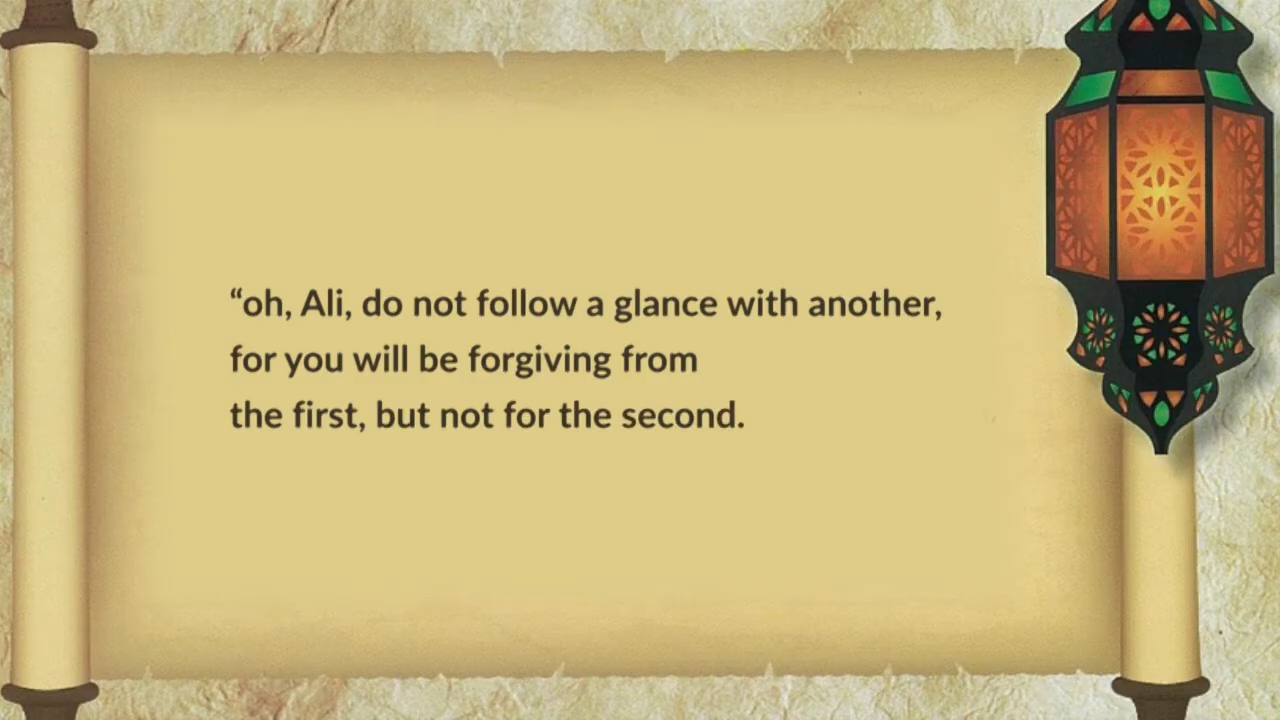 “oh, Ali, do not follow a glance with another,
for you will be forgiving from
the first, but not for the second.